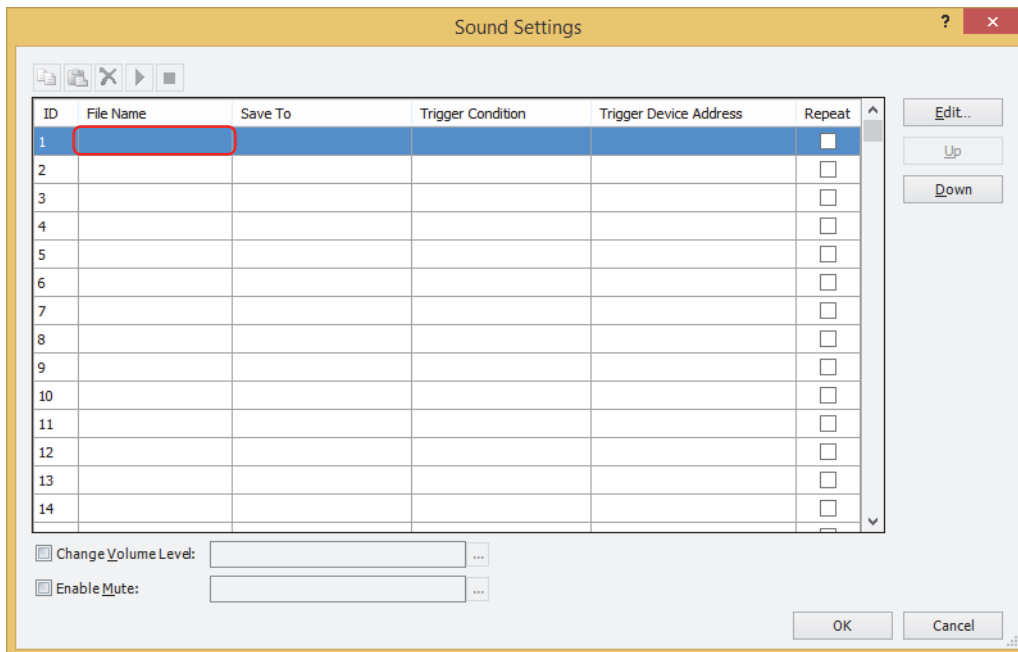 Sound Settings
? ×
ID File Name Save To Trigger Condition Trigger Device Address Repeat
1
2
3
4
5
6
7
8
9
10
11
12
13
14
Edit...
Up
Down
Change Volume Level: ...
Enable Mute: ...
OK Cancel